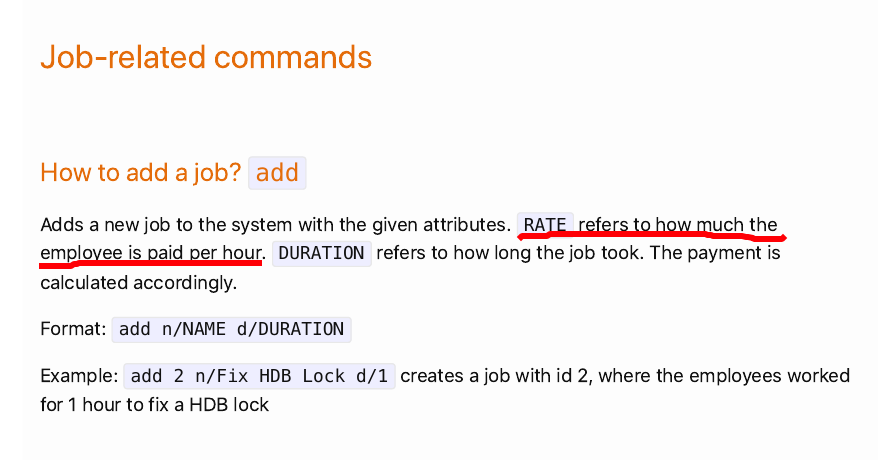 Job-related commands
How to add a job? add
Adds a new job to the system with the given attributes. RATE refers to how much the
employee is paid per hour. DURATION refers to how long the job took. The payment is
calculated accordingly.
Format: add n/NAME d/DURATION
Example: add 2 n/Fix HDB Lock d/1 creates a job with id 2, where the employees worked
for 1 hour to fix a HDB lock